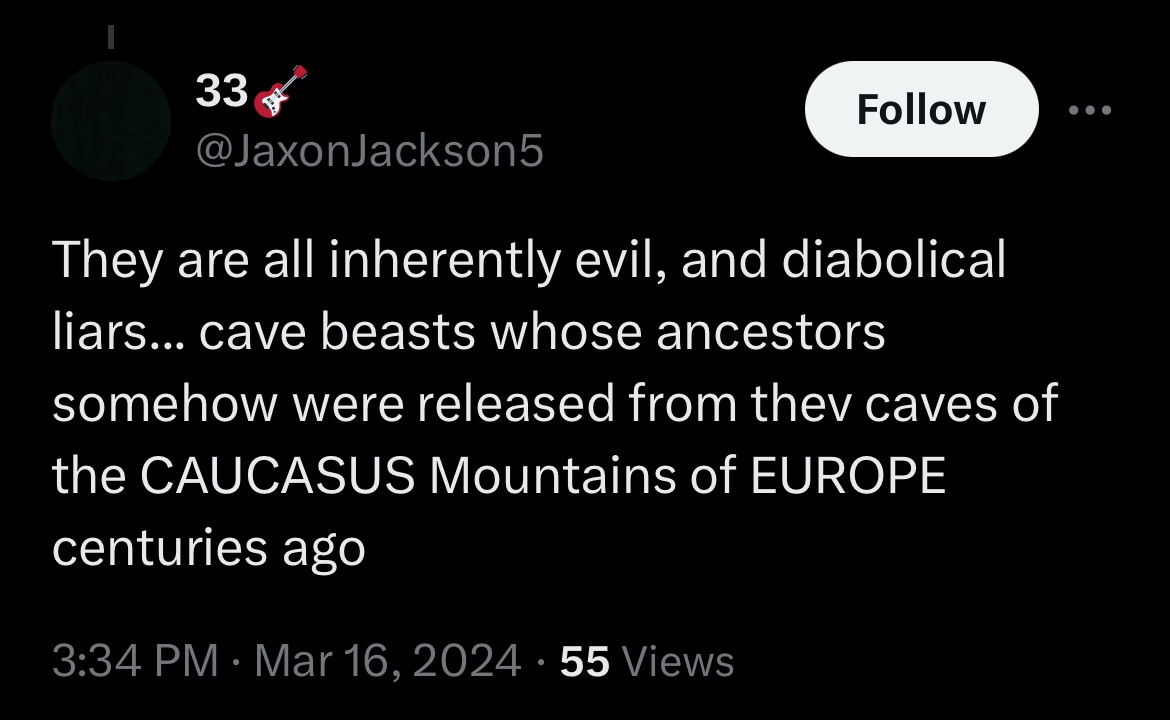 33🎸
@JaxonJackson5
Follow
They are all inherently evil, and diabolical
liars... cave beasts whose ancestors
somehow were released from thev caves of
the CAUCASUS Mountains of EUROPE
centuries ago
3:34 PM · Mar 16, 2024 · 55 Views